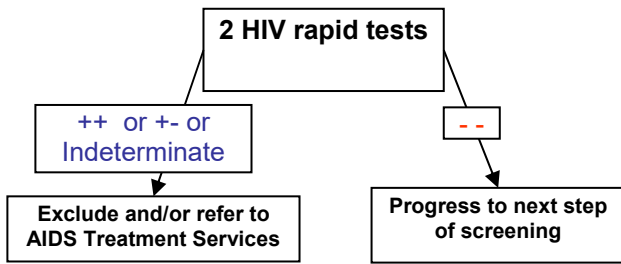 2 HIV rapid tests
++ or +- or
Indeterminate
- -
Exclude and/or refer to
AIDS Treatment Services
Progress to next step
of screening